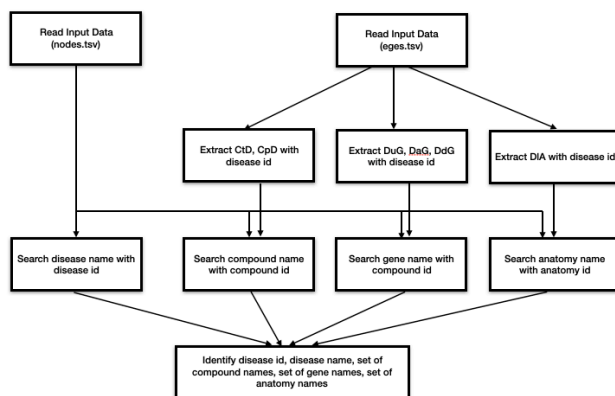 Read Input Data
(nodes.tsv)
Read Input Data
(eges.tsv)
Extract CtD, CpD with
disease id
Extract DuG, DaG, DdG
with disease id
Extract DlA with disease id
Search disease name with
disease id
Search compound name
with compound id
Search gene name with
compound id
Search anatomy name
with anatomy id
Identify disease id, disease name, set of
compound names, set of gene names, set of
anatomy names